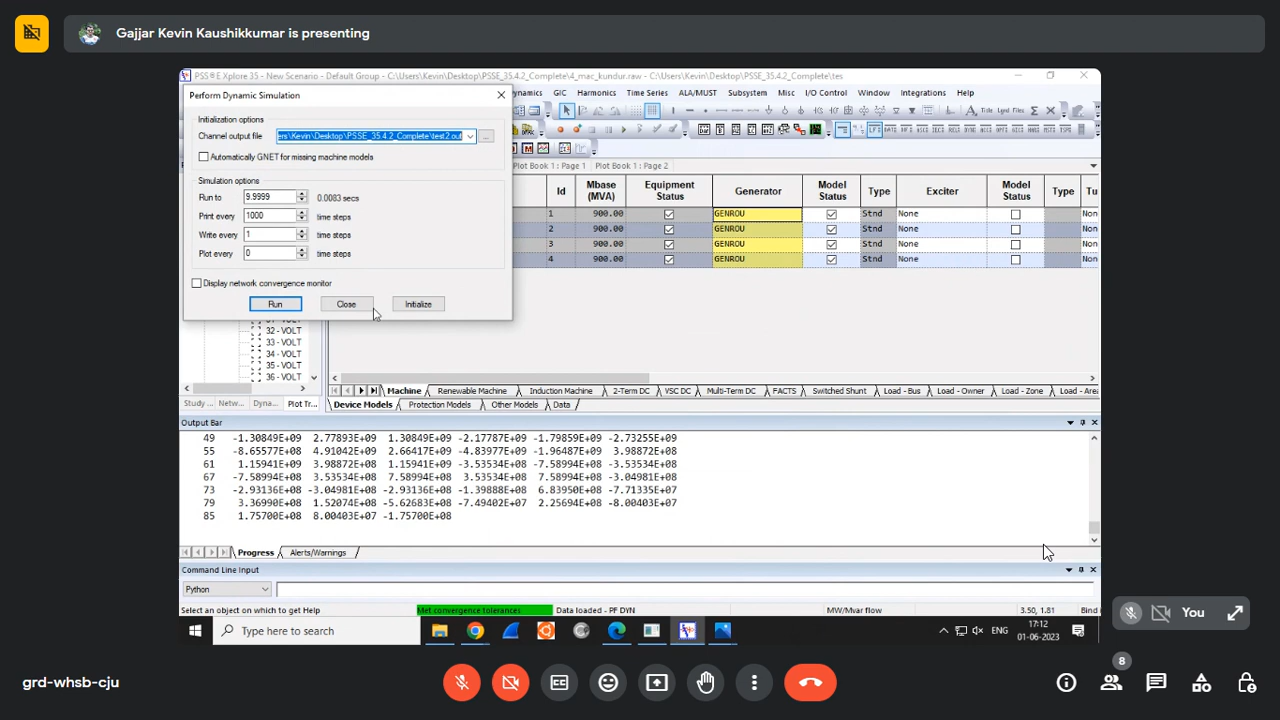 Gajjar Kevin Kaushikkumar is presenting
PSS®E Xplore 35 - New Scenario - Default Group - C:\Users\Kevin\Desktop\PSSE_35.4.2_Complete\4_mac_kundur.raw - C:\Users\Kevin\Desktop\PSSE_35.4.2_Complete\tes
Perform Dynamic Simulation
ynamics GIC Harmonics Time Series ALA/MUST Subsystem Misc I/O Control Window Integrations Help
Initialization options
Channel output file ers\Kevin\Desktop\PSSE_35.4.2_Complete\test2.out ...
Automatically GNET for missing machine models
Plot Book 1 : Page 1 Plot Book 1 : Page 2
Simulation options
Run to 9.9999 0.0083 secs
Print every 1000 time steps
Write every 1 time steps
Plot every 0 time steps
Display network convergence monitor
Run Close Initialize
Id Mbase (MVA) Equipment Status Generator Model Status Type Exciter Model Status Type Tu
1 900.00 GENROU Stnd None Non
2 900.00 GENROU Stnd None Non
3 900.00 GENROU Stnd None Non
4 900.00 GENROU Stnd None Non
32 - VOLT
33 - VOLT
34 - VOLT
35 - VOLT
36 - VOLT
Machine Renewable Machine Induction Machine 2-Term DC VSC DC Multi-Term DC FACTS Switched Shunt Load - Bus Load - Owner Load - Zone Load - Area
Study ... Netw... Dyna... Plot Tr...
Device Models Protection Models Other Models Data
Output Bar
49 -1.30849E+09 2.77893E+09 1.30849E+09 -2.17787E+09 -1.79859E+09 -2.73255E+09
55 -8.65577E+08 4.91042E+09 2.66417E+09 -4.83977E+09 -1.96487E+09 3.98872E+08
61 1.15941E+09 3.98872E+08 1.15941E+09 -3.53534E+08 -7.58994E+08 -3.53534E+08
67 -7.58994E+08 3.53534E+08 3.53534E+08 7.58994E+08 -3.04981E+08
73 -2.93136E+08 -3.04981E+08 -2.93136E+08 -1.39888E+08 6.83950E+08 -7.71335E+07
79 3.36990E+08 1.52074E+08 -5.62683E+08 -7.49402E+07 2.25694E+08 -8.00403E+07
85 1.75700E+08 8.00403E+07 -1.75700E+08
Progress Alerts/Warnings
Command Line Input
Python
Select an object on which to get Help Met convergence tolerances Data loaded - PF DYN MW/Mvar flow 3.50, 1.81 Bind i
Type here to search
ENG
17:12
01-06-2023
You
grd-whsb-cju
8